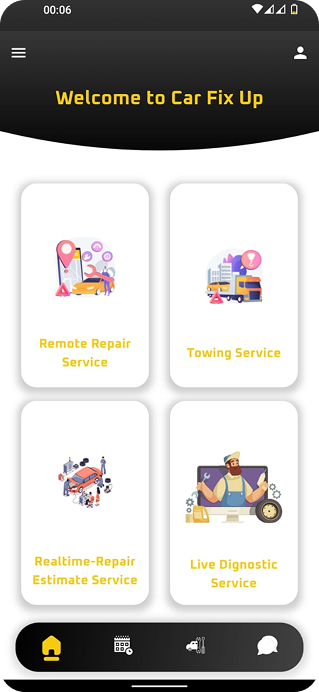 00:06
Welcome to Car Fix Up
Remote Repair
Service
Towing Service
Realtime-Repair
Estimate Service
Live Dignostic
Service